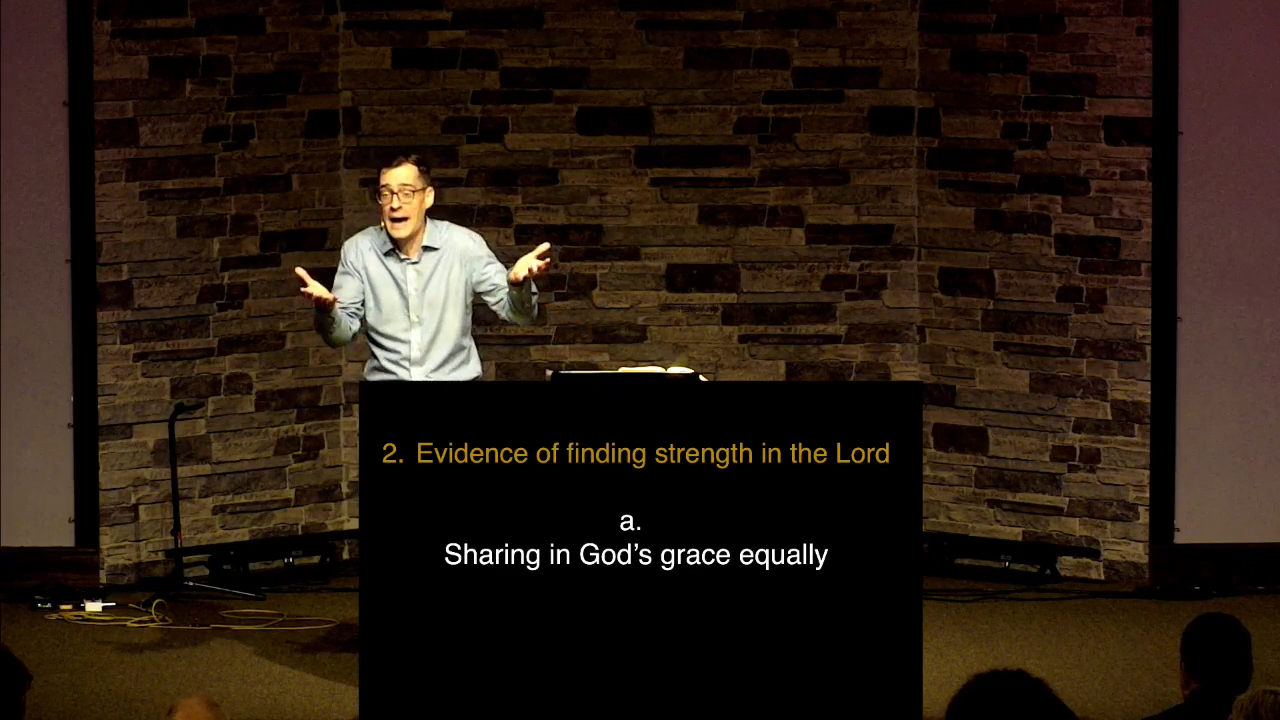 2. Evidence of finding strength in the Lord
a.
Sharing in God’s grace equally